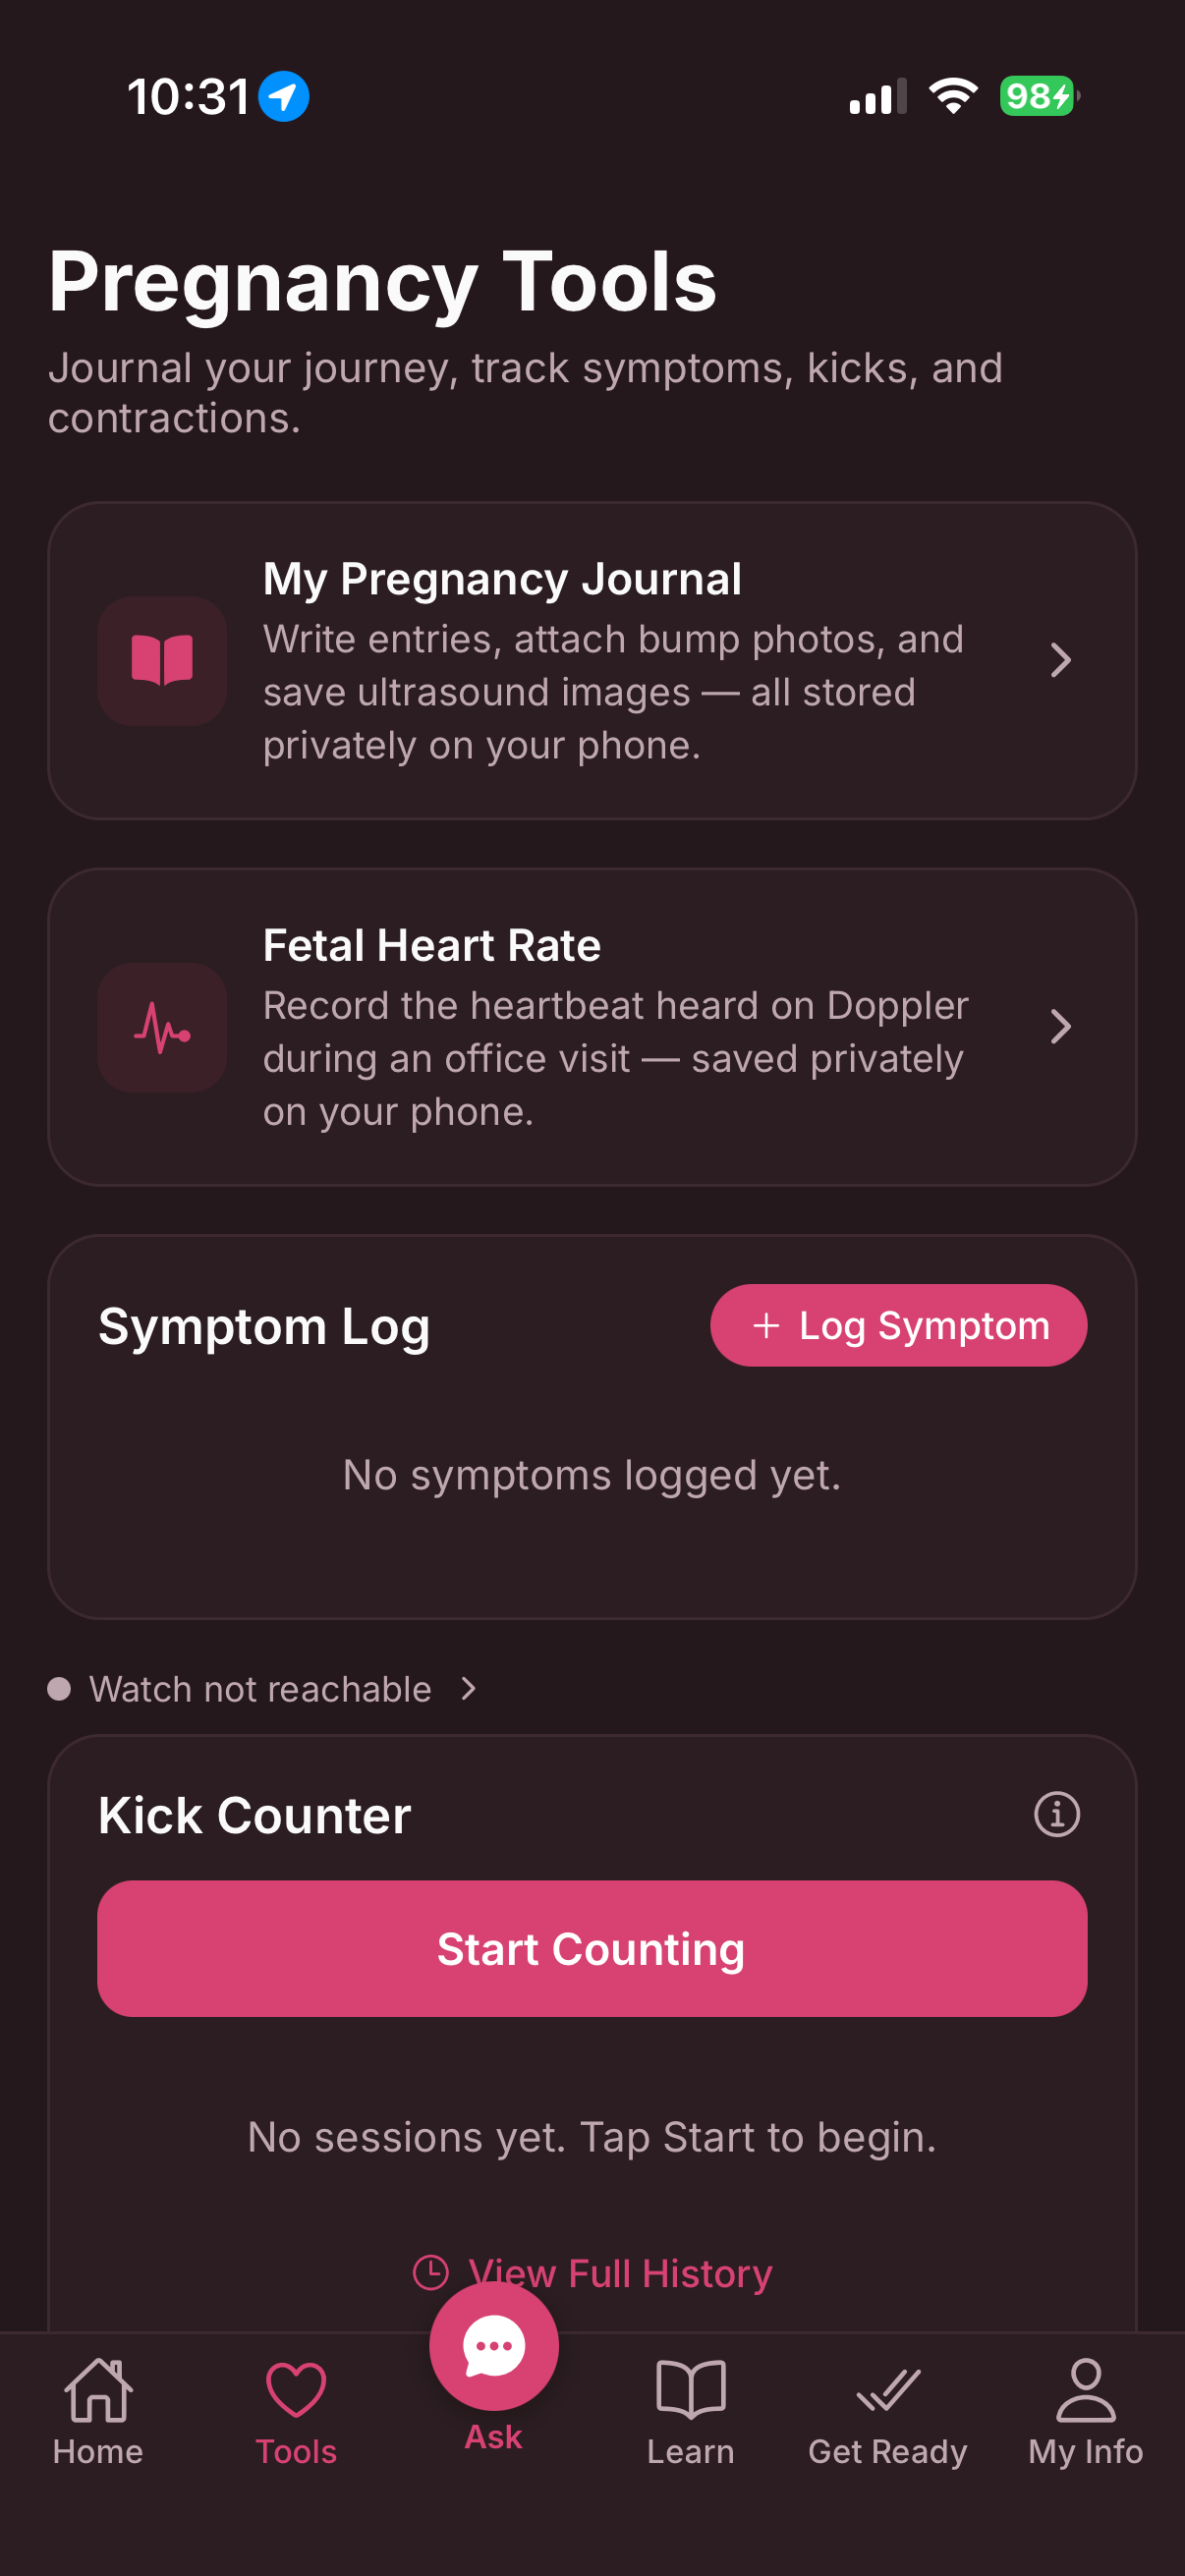 10:31
98
Pregnancy Tools
Journal your journey, track symptoms, kicks, and
contractions.
My Pregnancy Journal
Write entries, attach bump photos, and
save ultrasound images — all stored
privately on your phone.
Fetal Heart Rate
Record the heartbeat heard on Doppler
during an office visit — saved privately
on your phone.
Symptom Log
+ Log Symptom
No symptoms logged yet.
Watch not reachable
Kick Counter
Start Counting
No sessions yet. Tap Start to begin.
View Full History
Home
Tools
Ask
Learn
Get Ready
My Info